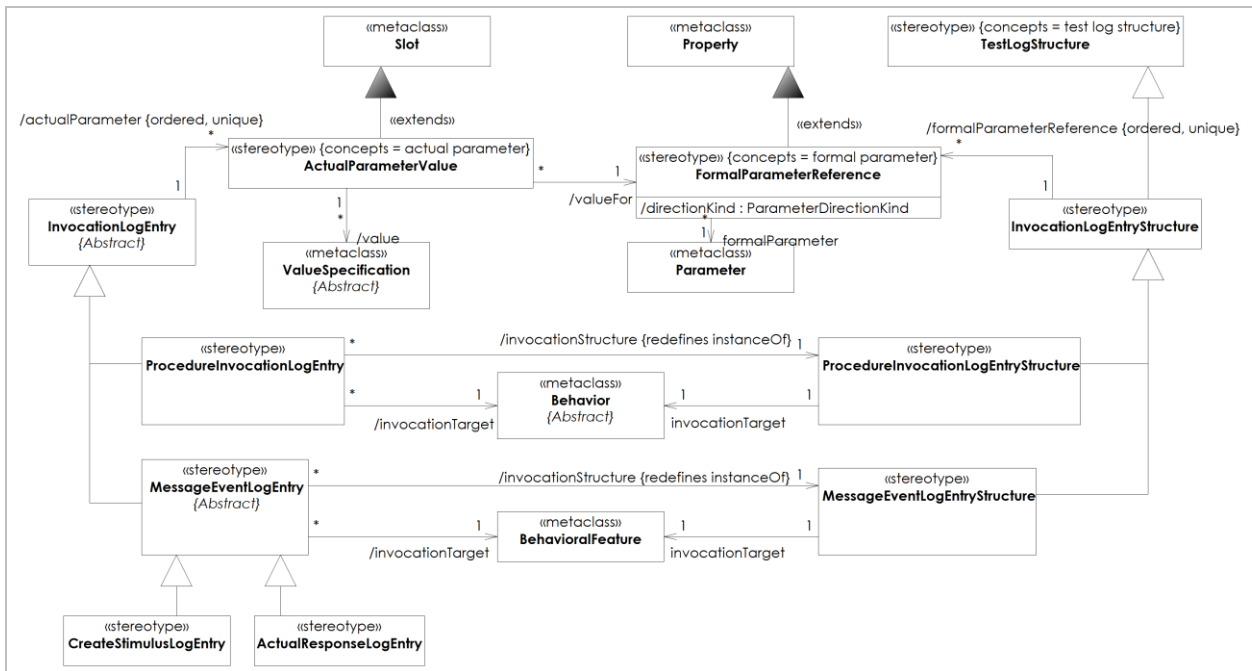 «metaclass»
Slot
«metaclass»
Property
«stereotype» {concepts = test log structure}
TestLogStructure
«extends»
«extends»
/actualParameter {ordered, unique}
*
1
«stereotype» {concepts = actual parameter}
ActualParameterValue
*
1
/valueFor
«stereotype» {concepts = formal parameter}
FormalParameterReference
/directionKind : ParameterDirectionKind
/formalParameterReference {ordered, unique}
*
1
«stereotype»
InvocationLogEntry
{Abstract}
1
*
/value
«metaclass»
ValueSpecification
{Abstract}
*
1
formalParameter
«metaclass»
Parameter
«stereotype»
InvocationLogEntryStructure
«stereotype»
ProcedureInvocationLogEntry
*
/invocationStructure {redefines instanceOf}
1
«stereotype»
ProcedureInvocationLogEntryStructure
*
1
/invocationTarget
«metaclass»
Behavior
{Abstract}
1
1
invocationTarget
«stereotype»
MessageEventLogEntry
{Abstract}
*
/invocationStructure {redefines instanceOf}
1
«stereotype»
MessageEventLogEntryStructure
*
1
/invocationTarget
«metaclass»
BehavioralFeature
1
1
invocationTarget
«stereotype»
CreateStimulusLogEntry
«stereotype»
ActualResponseLogEntry